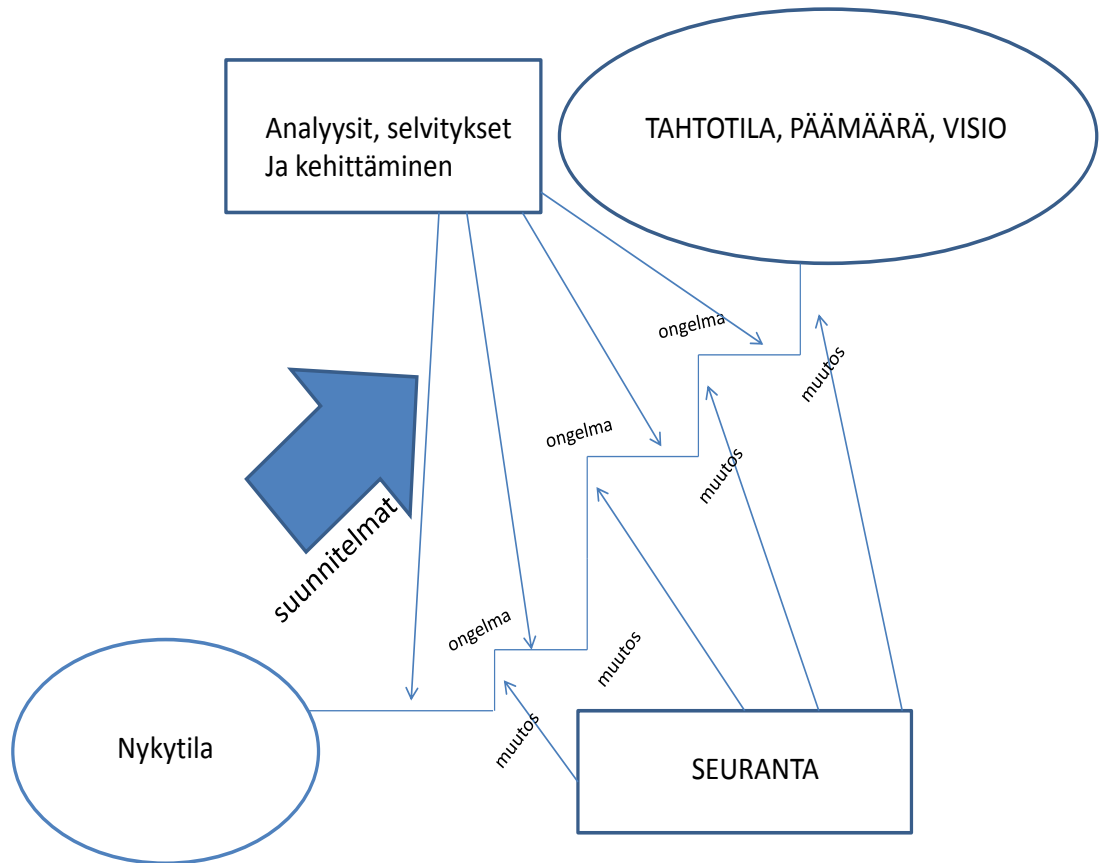 Analyysit, selvitykset
Ja kehittäminen
TAHTOTILA, PÄÄMÄÄRÄ, VISIO
ongelma
muutos
ongelma
muutos
suunnitelmat
ongelma
muutos
muutos
Nykytila
SEURANTA